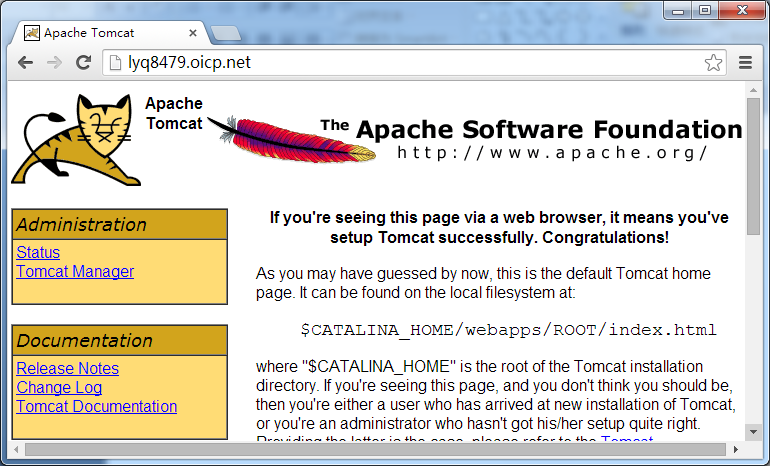 Apache Tomcat
lyq8479.oicp.net
Apache
Tomcat
The Apache Software Foundation
http://www.apache.org/
Administration
Status
Tomcat Manager
Documentation
Release Notes
Change Log
Tomcat Documentation
If you're seeing this page via a web browser, it means you've
setup Tomcat successfully. Congratulations!
As you may have guessed by now, this is the default Tomcat home
page. It can be found on the local filesystem at:
$CATALINA_HOME/webapps/ROOT/index.html
where "$CATALINA_HOME" is the root of the Tomcat installation
directory. If you're seeing this page, and you don't think you should be,
then you're either a user who has arrived at new installation of Tomcat,
or you're an administrator who hasn't got his/her setup quite right.
Providing the latter is the case, please refer to the Tomcat